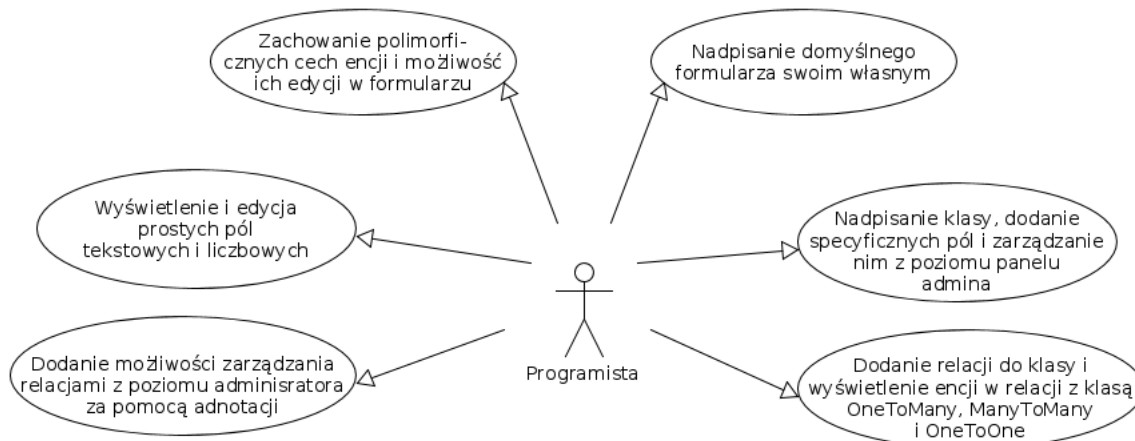 Zachowanie polimorfi-
cznych cech encji i możliwość
ich edycji w formularzu
Nadpisanie domyślnego
formularza swoim własnym
Wyświetlenie i edycja
prostych pól
tekstowych i liczbowych
Nadpisanie klasy, dodanie
specyficznych pól i zarządzanie
nim z poziomu panelu
admina
Dodanie możliwości zarządzania
relacjami z poziomu adminisratora
za pomocą adnotacji
Programista
Dodanie relacji do klasy i
wyświetlenie encji w relacji z klasą
OneToMany, ManyToMany
i OneToOne